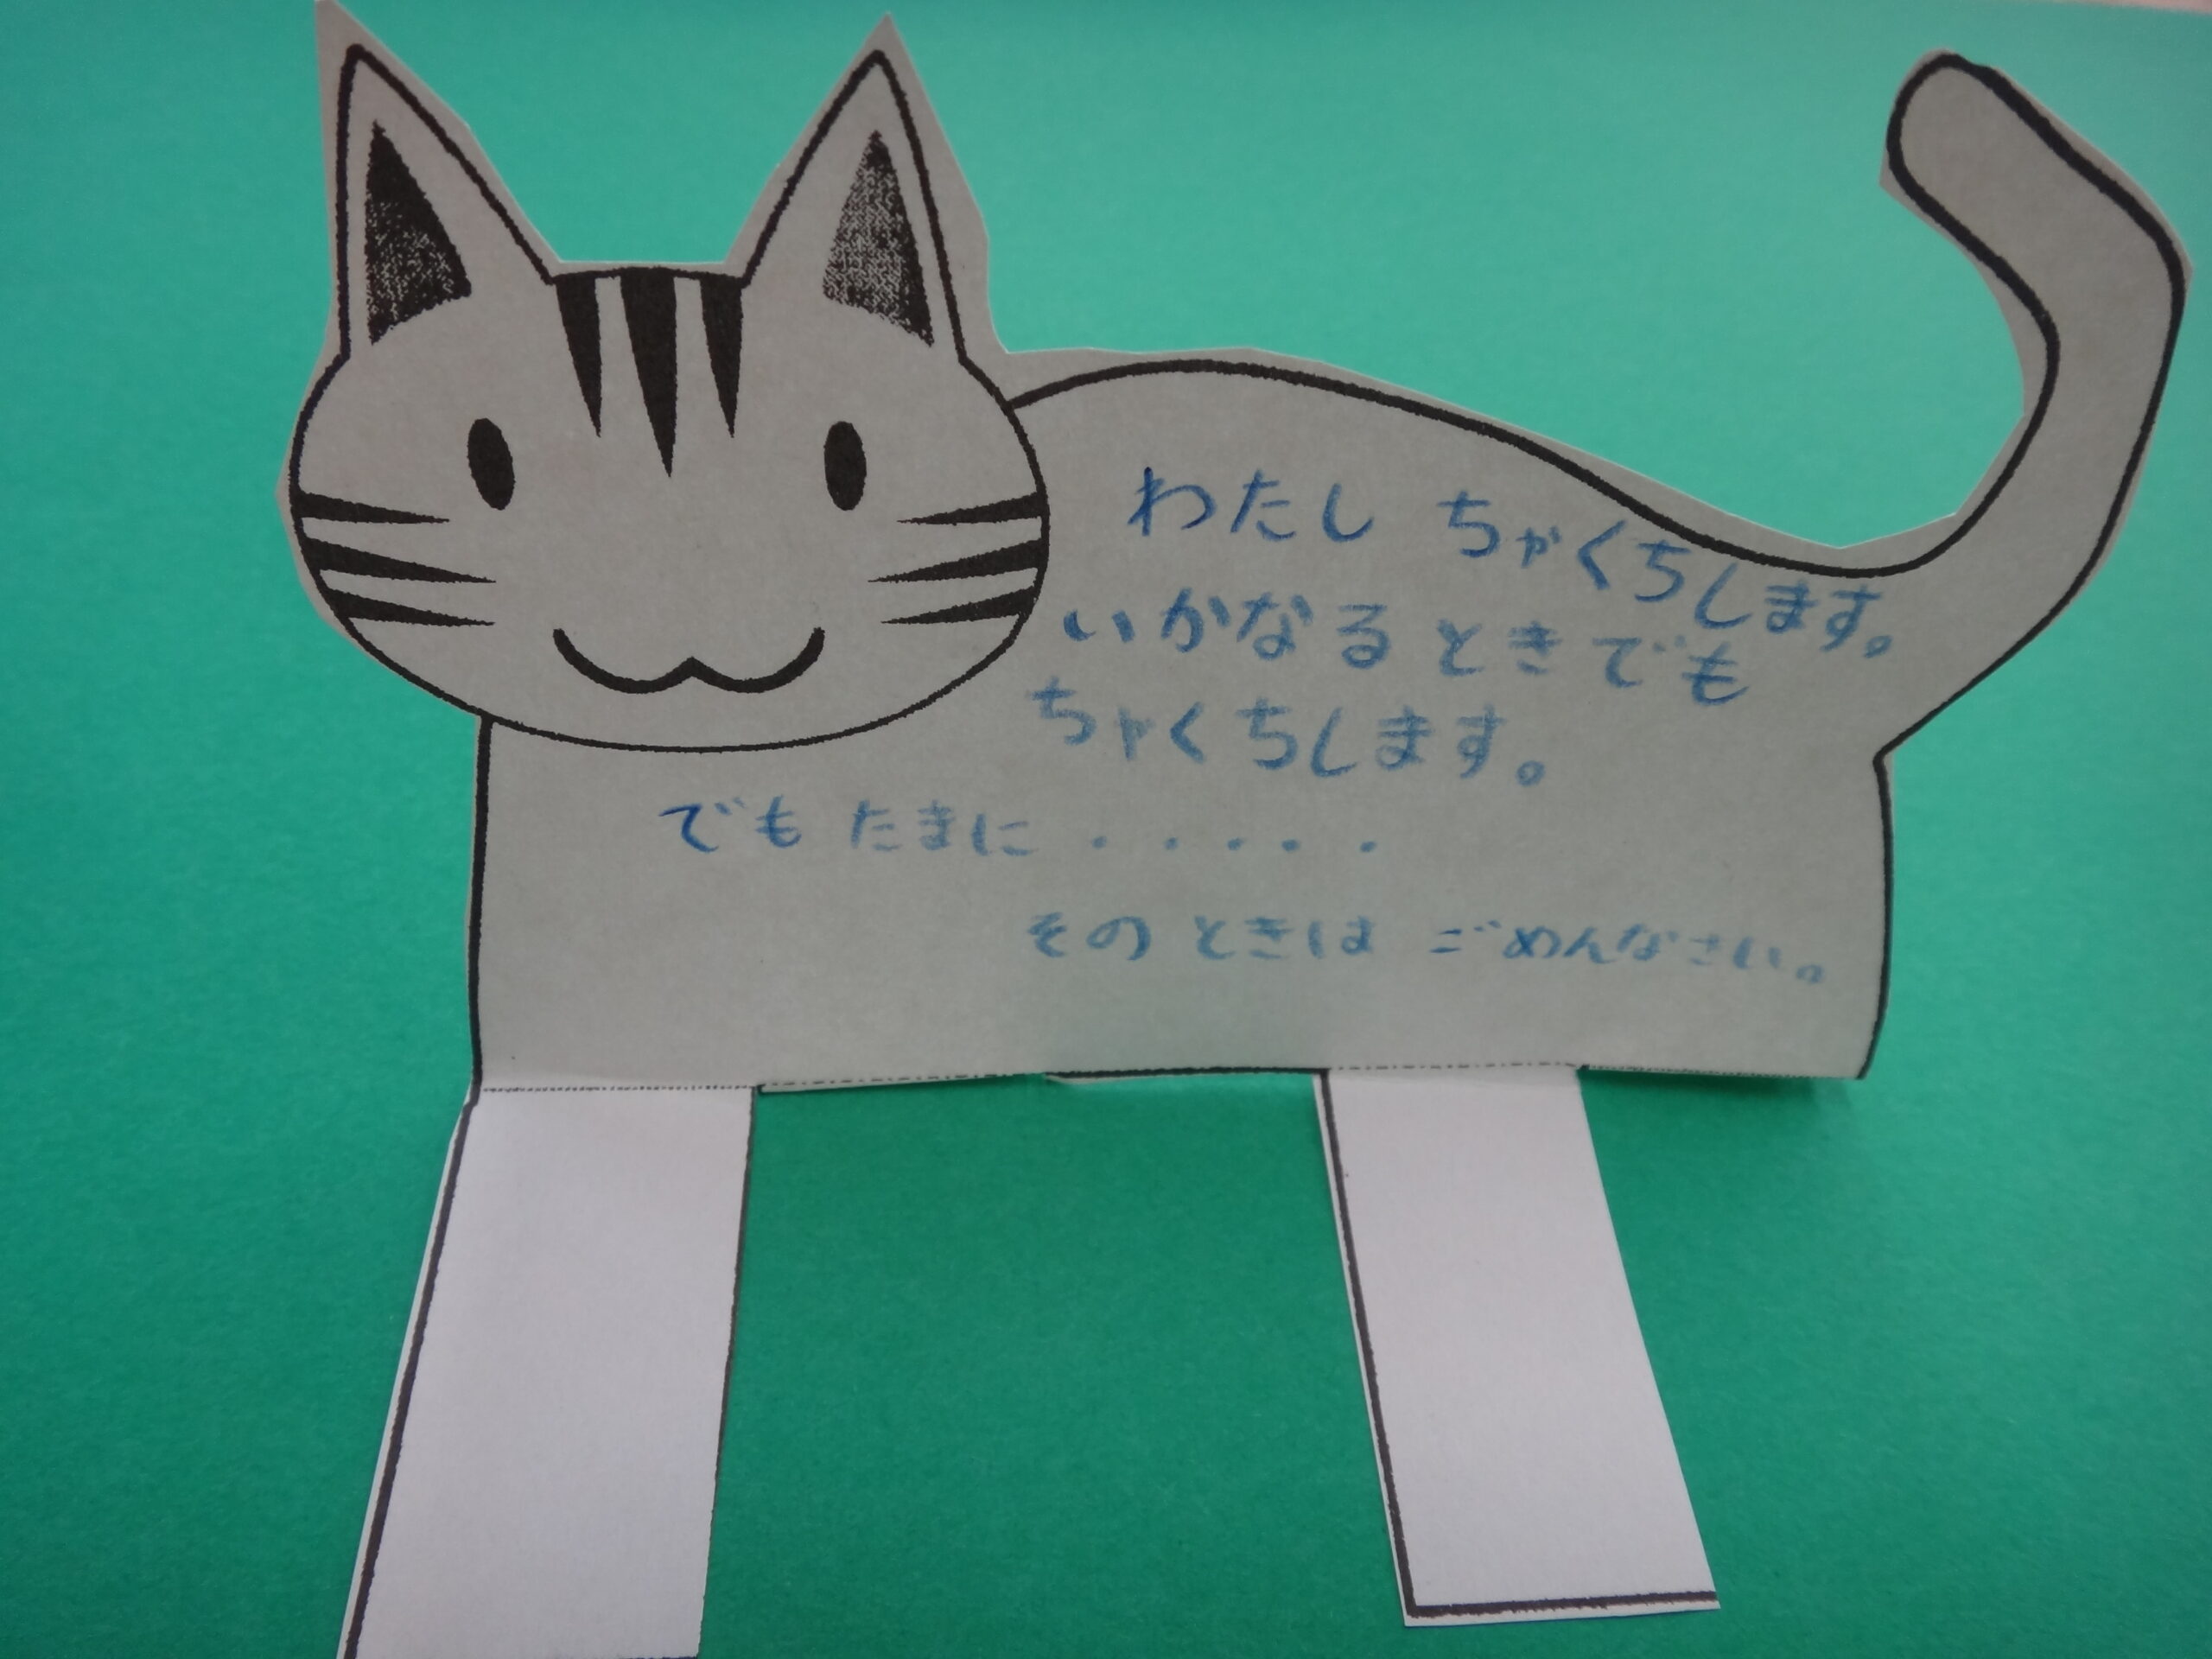 わたし ちゃくちします。
いかなるときでも
ちゃくちします。
でも たまに ・・・・・
その ときは ごめんなさい。